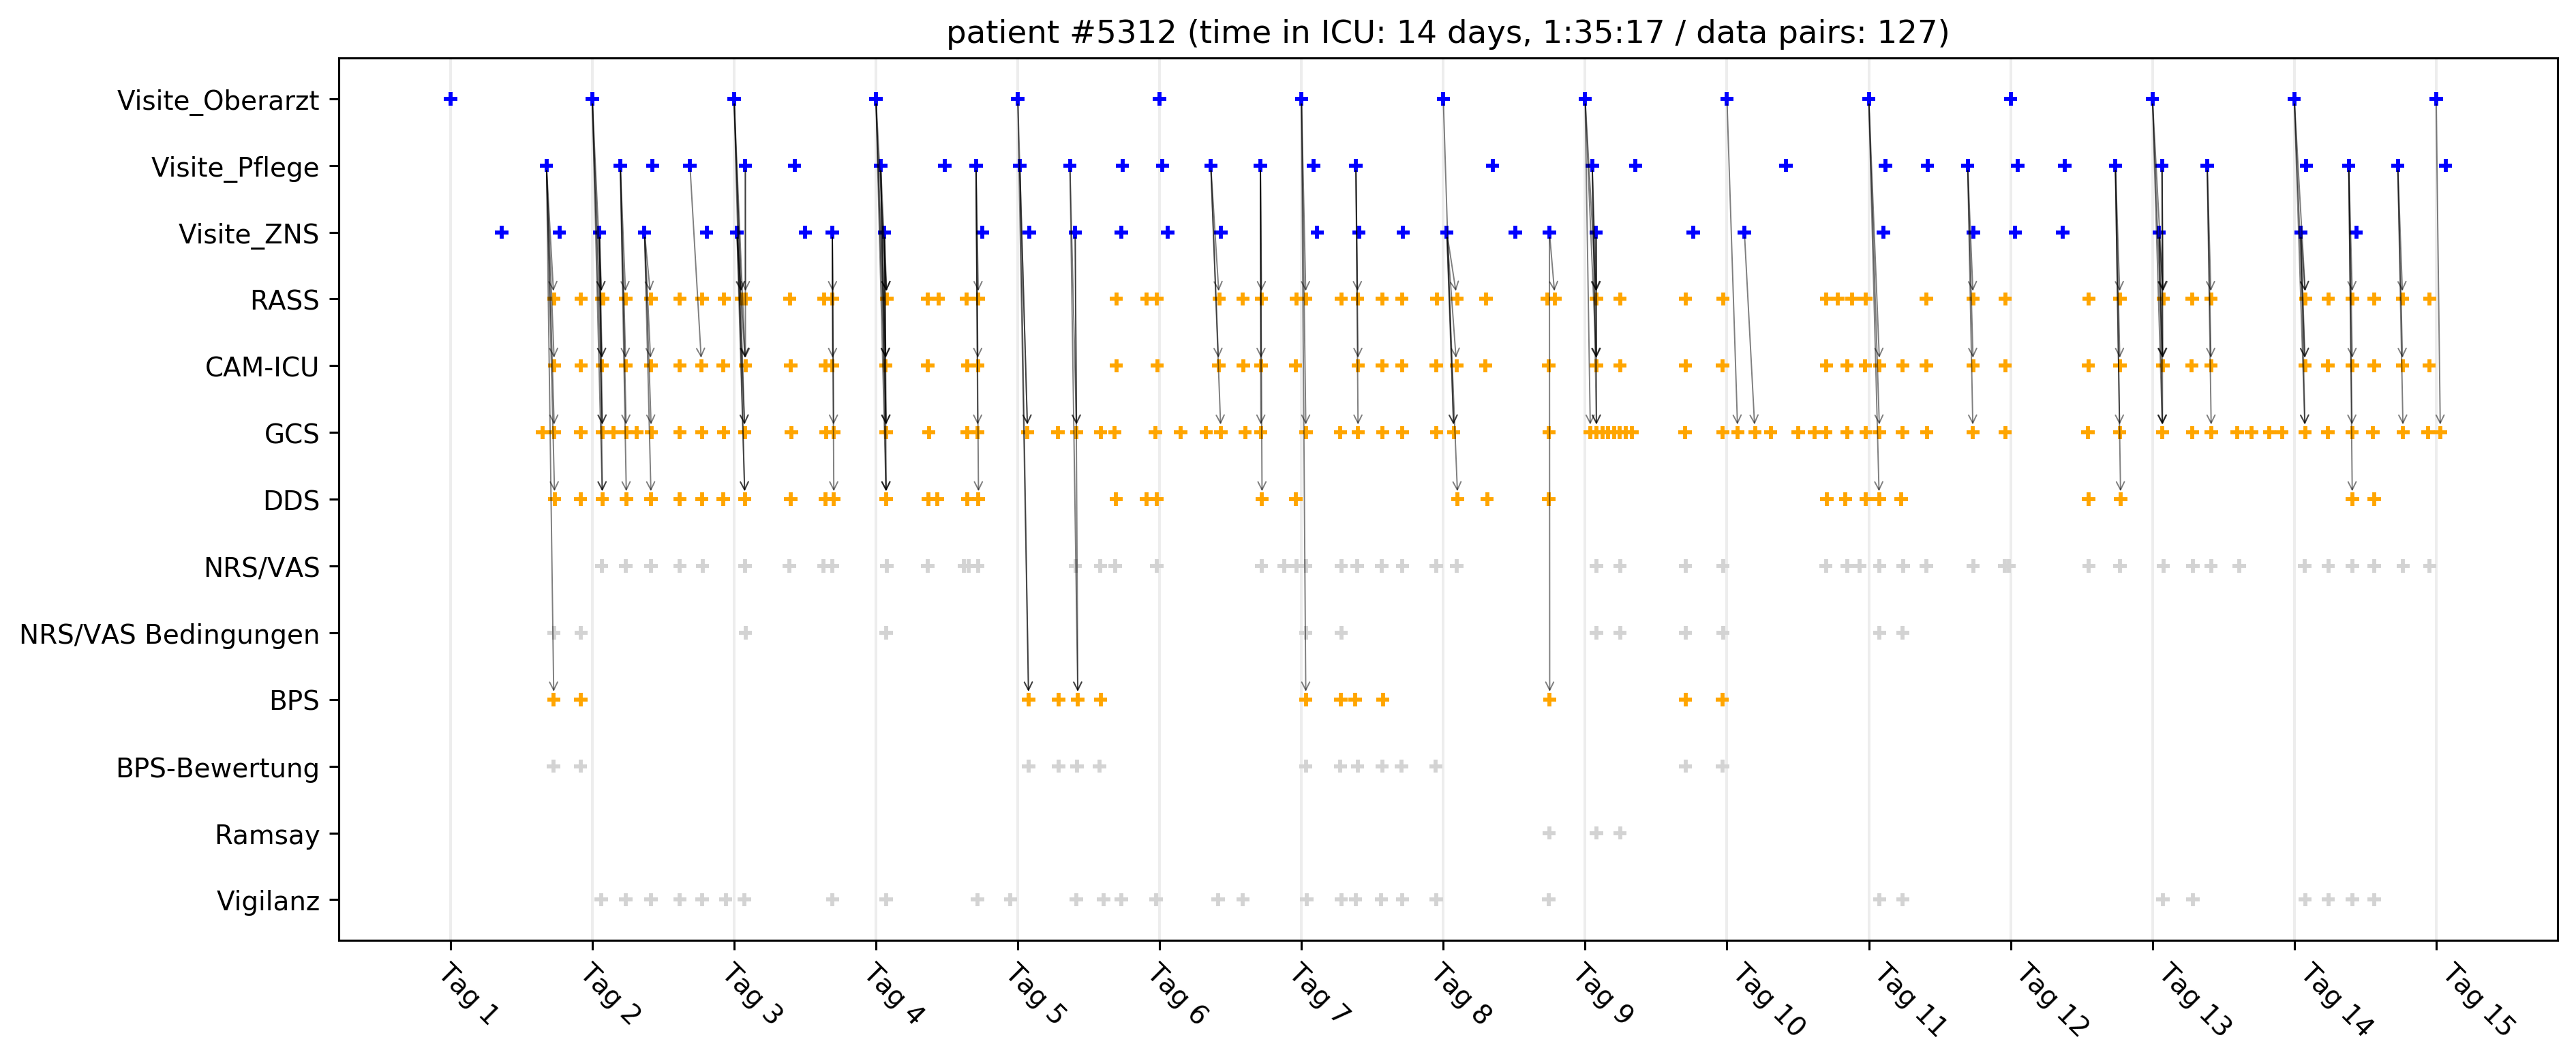 patient #5312 (time in ICU: 14 days, 1:35:17 / data pairs: 127)
Visite_Oberarzt
Visite_Pflege
Visite_ZNS
RASS
CAM-ICU
GCS
DDS
NRS/VAS
NRS/VAS Bedingungen
BPS
BPS-Bewertung
Ramsay
Vigilanz
Tag 1
Tag 2
Tag 3
Tag 4
Tag 5
Tag 6
Tag 7
Tag 8
Tag 9
Tag 10
Tag 11
Tag 12
Tag 13
Tag 14
Tag 15